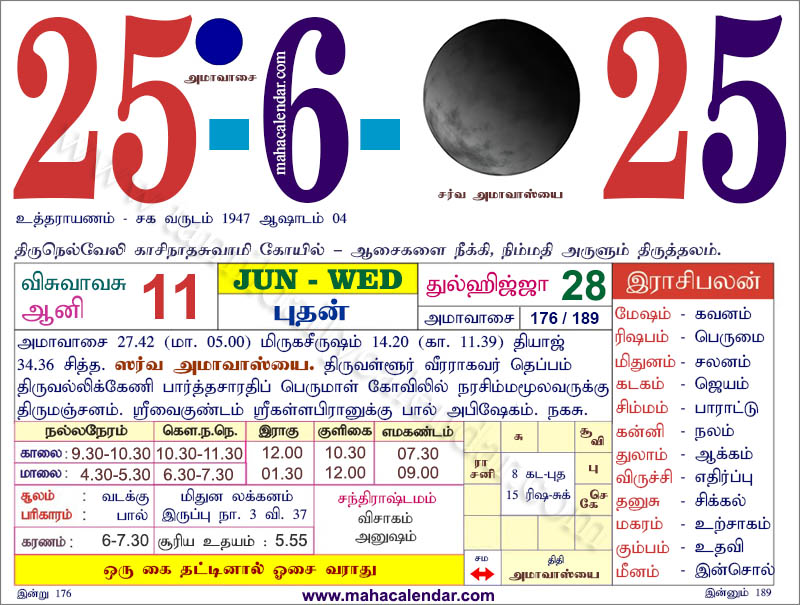 25 - 6 - 25
அமாவாசை
mahacalendar.com
சர்வ அமாவாஸ்யை
உத்தராயணம் - சக வருடம் 1947 ஆஷாடம் 04
திருநெல்வேலி காசிநாதசுவாமி கோயில் – ஆசைகளை நீக்கி, நிம்மதி அருளும் திருத்தலம்.
விசுவாவசு
ஆனி 11
JUN - WED
புதன்
துல்ஹிஜ்ஜா 28
அமாவாசை 176 / 189
அமாவாசை 27.42 (மா. 05.00) மிருகசீருஷம் 14.20 (கா. 11.39) தியாஜ்
34.36 சித்த. ஸர்வ அமாவாஸ்யை. திருவள்ளூர் வீரராகவர் தெப்பம்
திருவல்லிக்கேணி பார்த்தசாரதிப் பெருமாள் கோவிலில் நரசிம்மமூலவருக்கு
திருமஞ்சனம். ஸ்ரீவைகுண்டம் ஸ்ரீகள்ளபிரானுக்கு பால் அபிஷேகம். நகசு.
நல்லநேரம் கௌ.ந.நெ. இராகு குளிகை எமகண்டம்
காலை: 9.30-10.30 10.30-11.30 12.00 10.30 07.30
மாலை: 4.30-5.30 6.30-7.30 01.30 12.00 09.00
சூலம் : வடக்கு மிதுன லக்கனம்
பரிகாரம் : பால் இருப்பு நா. 3 வி. 37
சந்திராஷ்டமம்
விசாகம்
அனுஷம்
கரணம்: 6-7.30 சூரிய உதயம் : 5.55
ஒரு கை தட்டினால் ஓசை வராது
சு சூ வி
ரா சனி
8 கட-புத
15 ரிஷ-சுக்
பு
செ கே
சம
திதி
அமாவாஸ்யை
இராசிபலன்
மேஷம் - கவனம்
ரிஷபம் - பெருமை
மிதுனம் - சலனம்
கடகம் - ஜெயம்
சிம்மம் - பாராட்டு
கன்னி - நலம்
துலாம் - ஆக்கம்
விருச்சி - எதிர்ப்பு
தனுசு - சிக்கல்
மகரம் - உற்சாகம்
கும்பம் - உதவி
மீனம் - இன்சொல்
இன்று 176
www.mahacalendar.com
இன்னும் 189